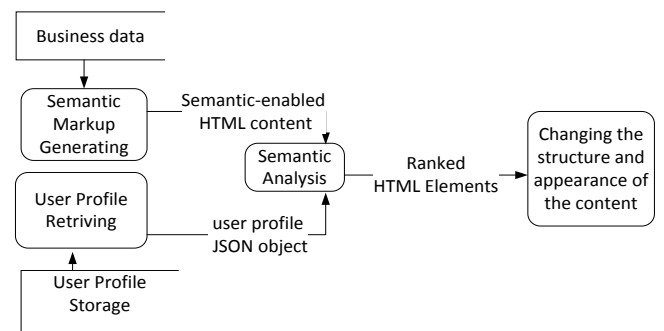 Business data
Semantic
Markup
Generating
Semantic-enabled
HTML content
Semantic
Analysis
Ranked
HTML Elements
Changing the
structure and
appearance of
the content
User Profile
Retriving
user profile
JSON object
User Profile
Storage